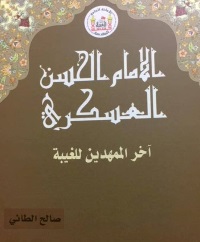 الإمام الحسن
العسكري
آخر الممهدين للغيبة
صالح الطائي